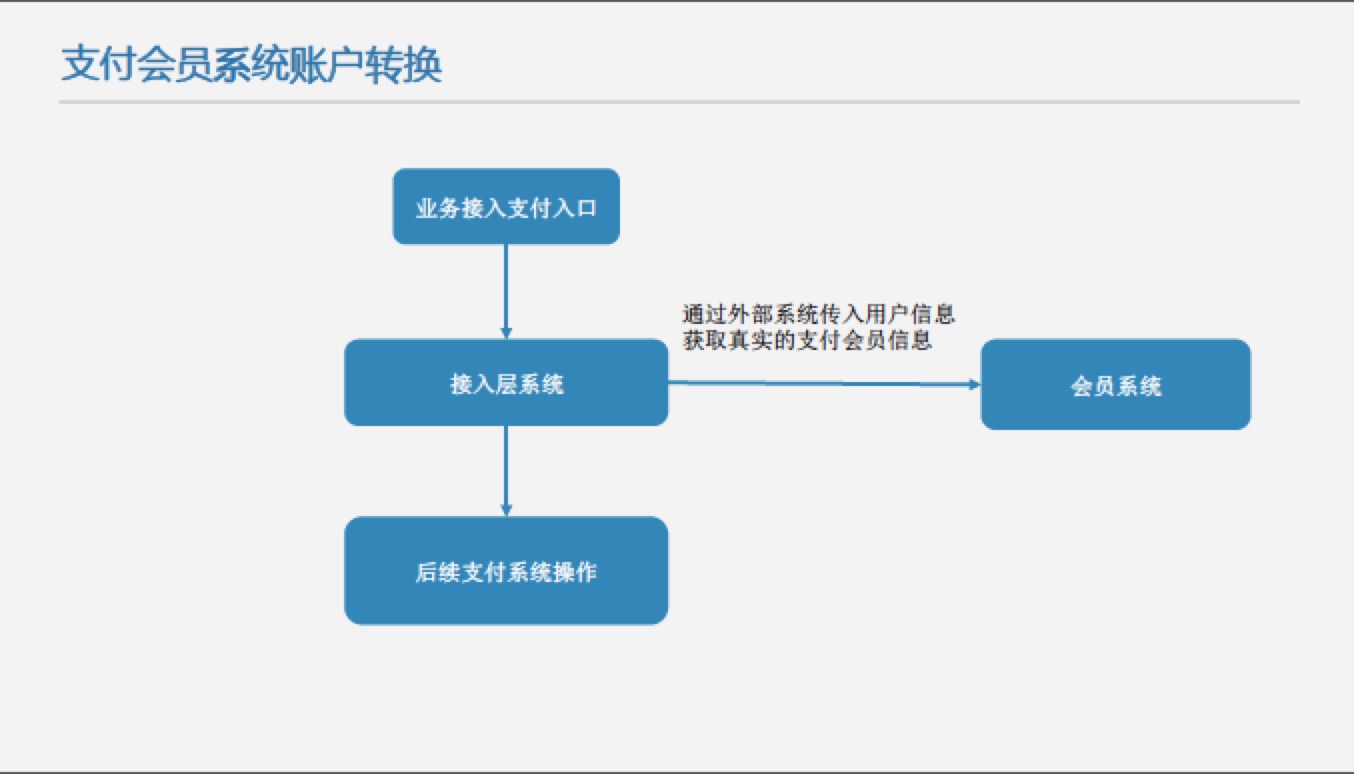 支付会员系统账户转换
业务接入支付入口
通过外部系统传入用户信息
获取真实的支付会员信息
接入层系统
会员系统
后续支付系统操作